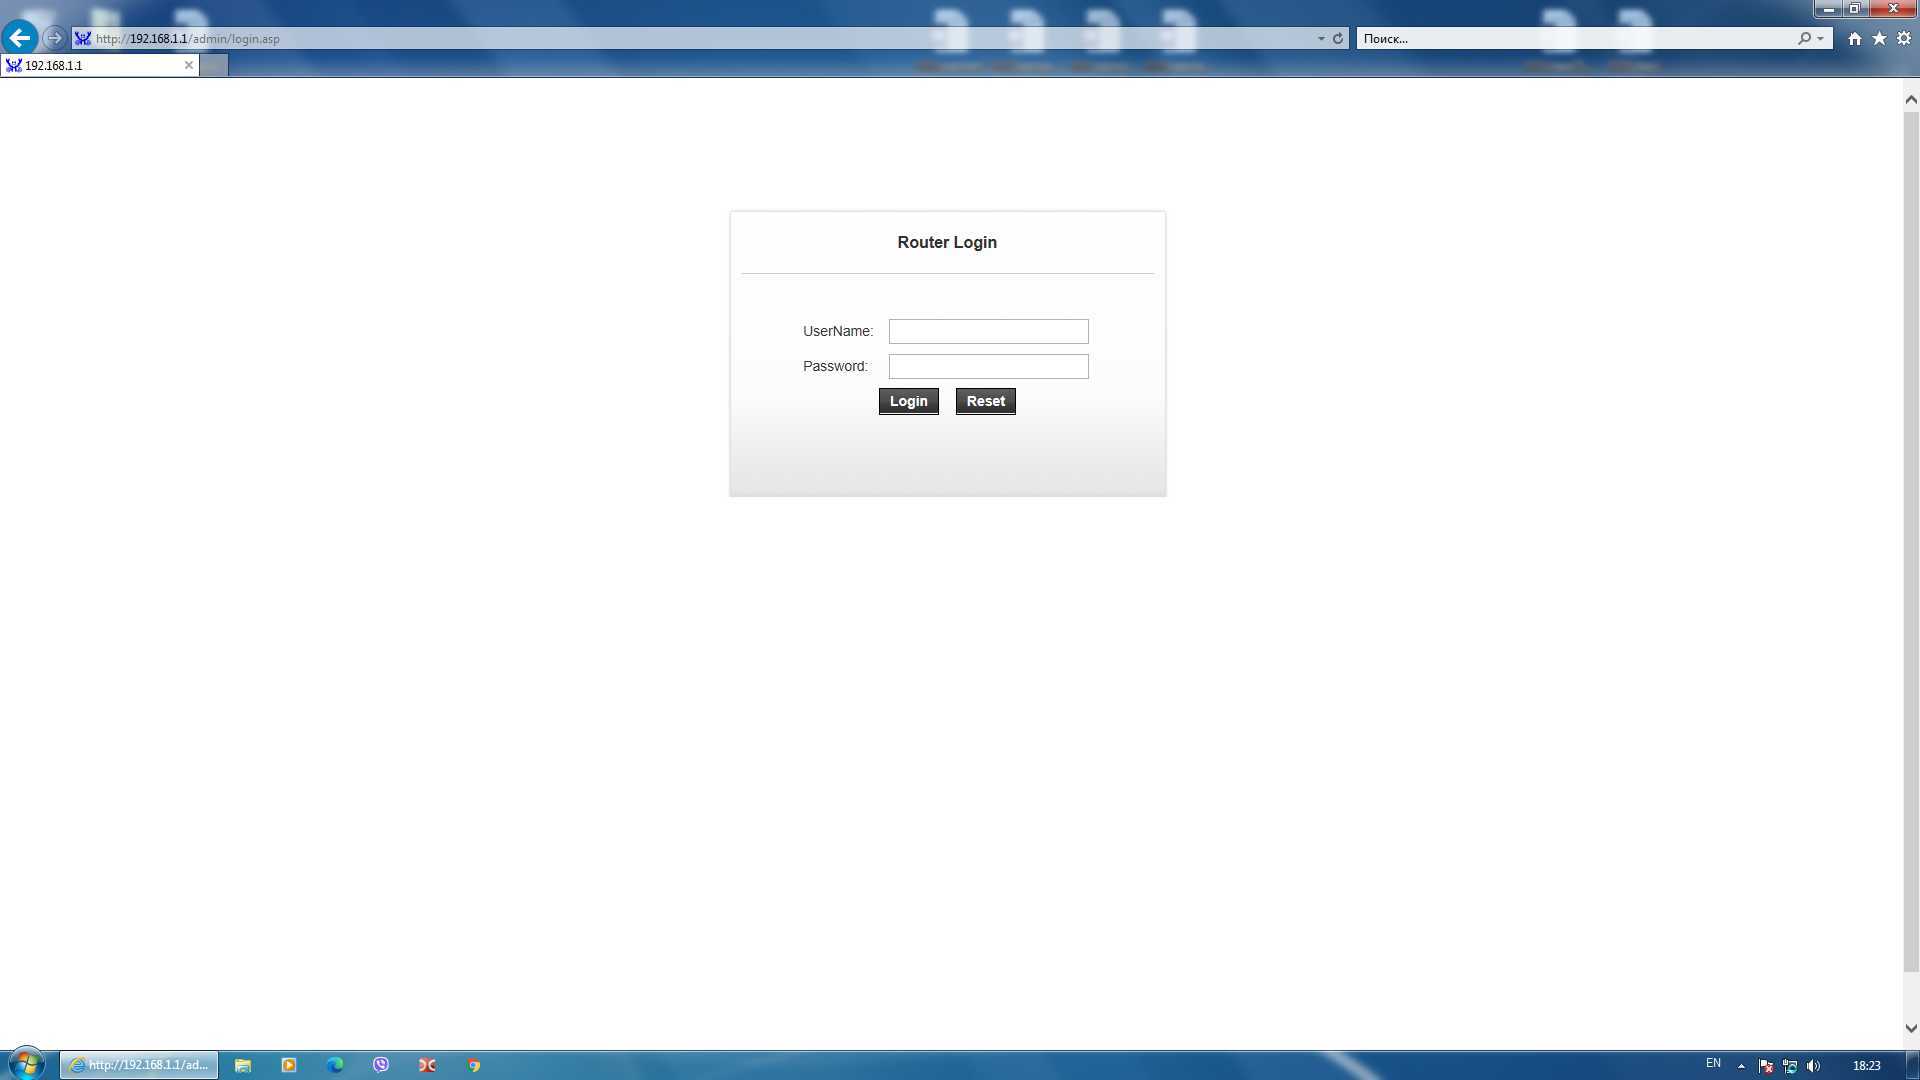 http://192.168.1.1/admin/login.asp
Поиск...
192.168.1.1
Router Login
UserName:
Password:
Login
Reset
http://192.168.1.1/ad...
EN
18:23